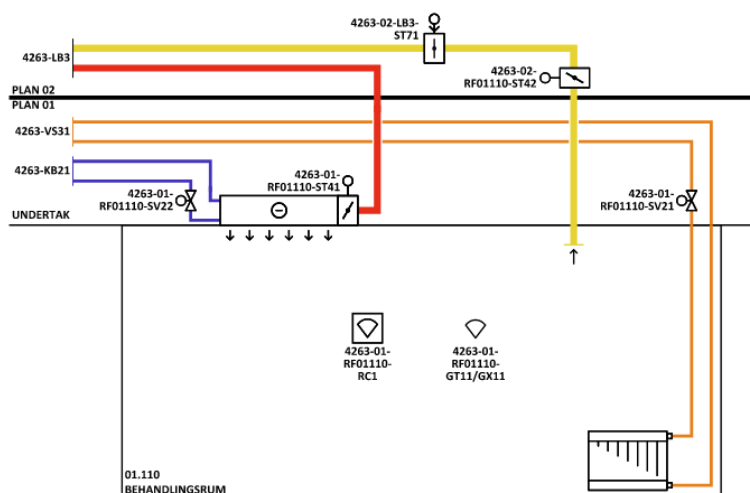 4263-02-LB3-
ST71
4263-LB3
4263-02-
RF01110-ST42
PLAN 02
PLAN 01
4263-VS31
4263-KB21
4263-01-
RF01110-ST41
4263-01-
RF01110-SV22
4263-01-
RF01110-SV21
UNDERTAK
4263-01-
RF01110-
RC1
4263-01-
RF01110-
GT11/GX11
01.110
BEHANDLINGSRUM